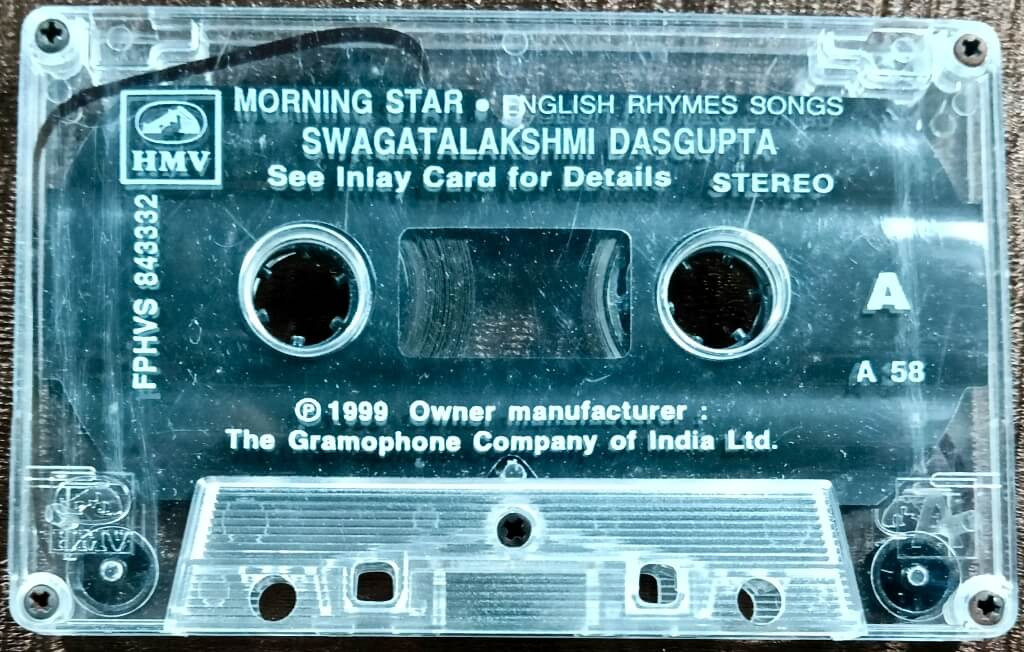 MORNING STAR • ENGLISH RHYMES SONGS
SWAGATALAKSHMI DASGUPTA
See Inlay Card for Details STEREO
HMV
FPHVS 843332
A
A 58
℗ 1999 Owner manufacturer :
The Gramophone Company of India Ltd.
HMV